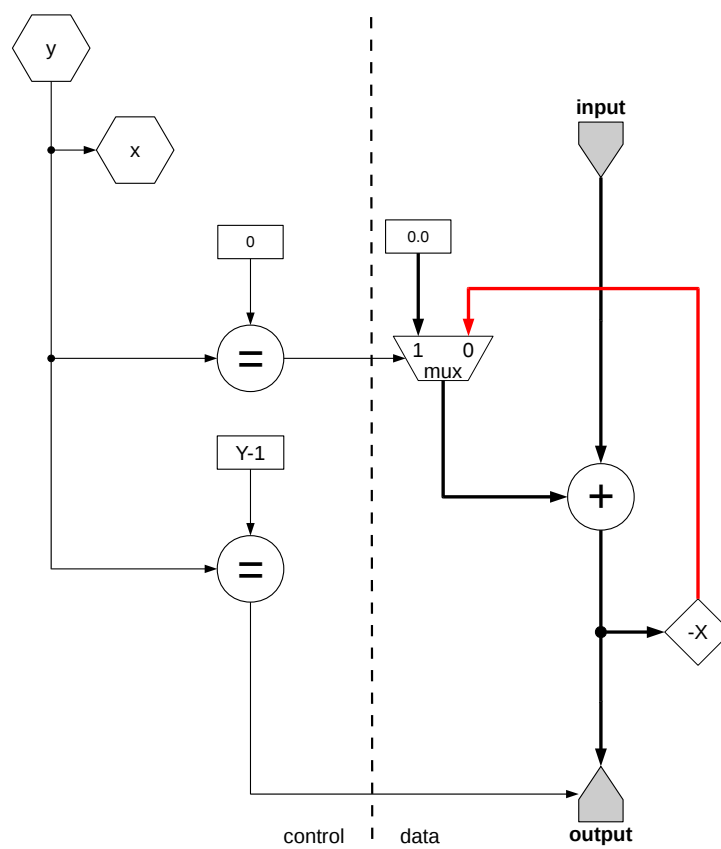 y
input
x
0
0.0
=
1 0
mux
Y-1
+
=
-X
control
data
output